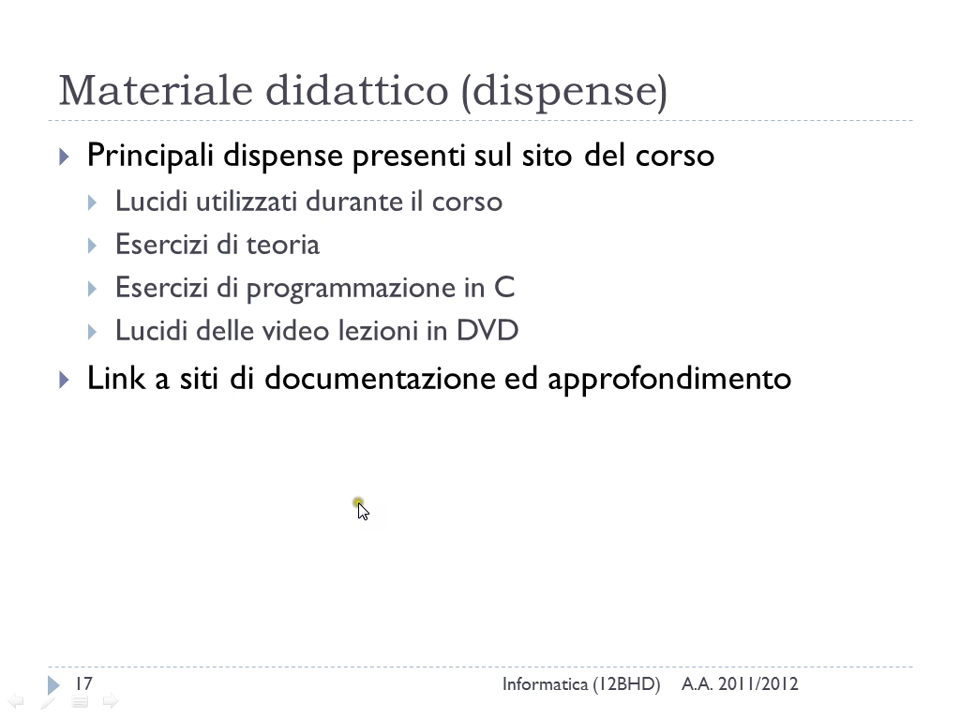 Materiale didattico (dispense)
Principali dispense presenti sul sito del corso
Lucidi utilizzati durante il corso
Esercizi di teoria
Esercizi di programmazione in C
Lucidi delle video lezioni in DVD
Link a siti di documentazione ed approfondimento
17 Informatica (12BHD) A.A. 2011/2012